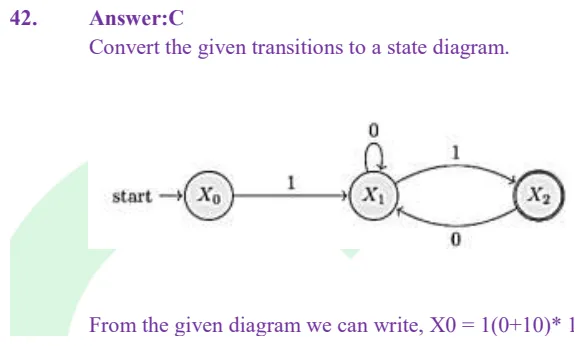 42. Answer:C
Convert the given transitions to a state diagram.
0
1
1
start X0 X1 X2
0
From the given diagram we can write, X0 = 1(0+10)* 1